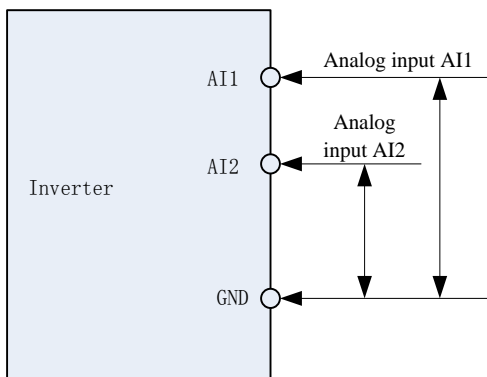 Analog input AI1
AI1
Analog
input AI2
AI2
Inverter
GND